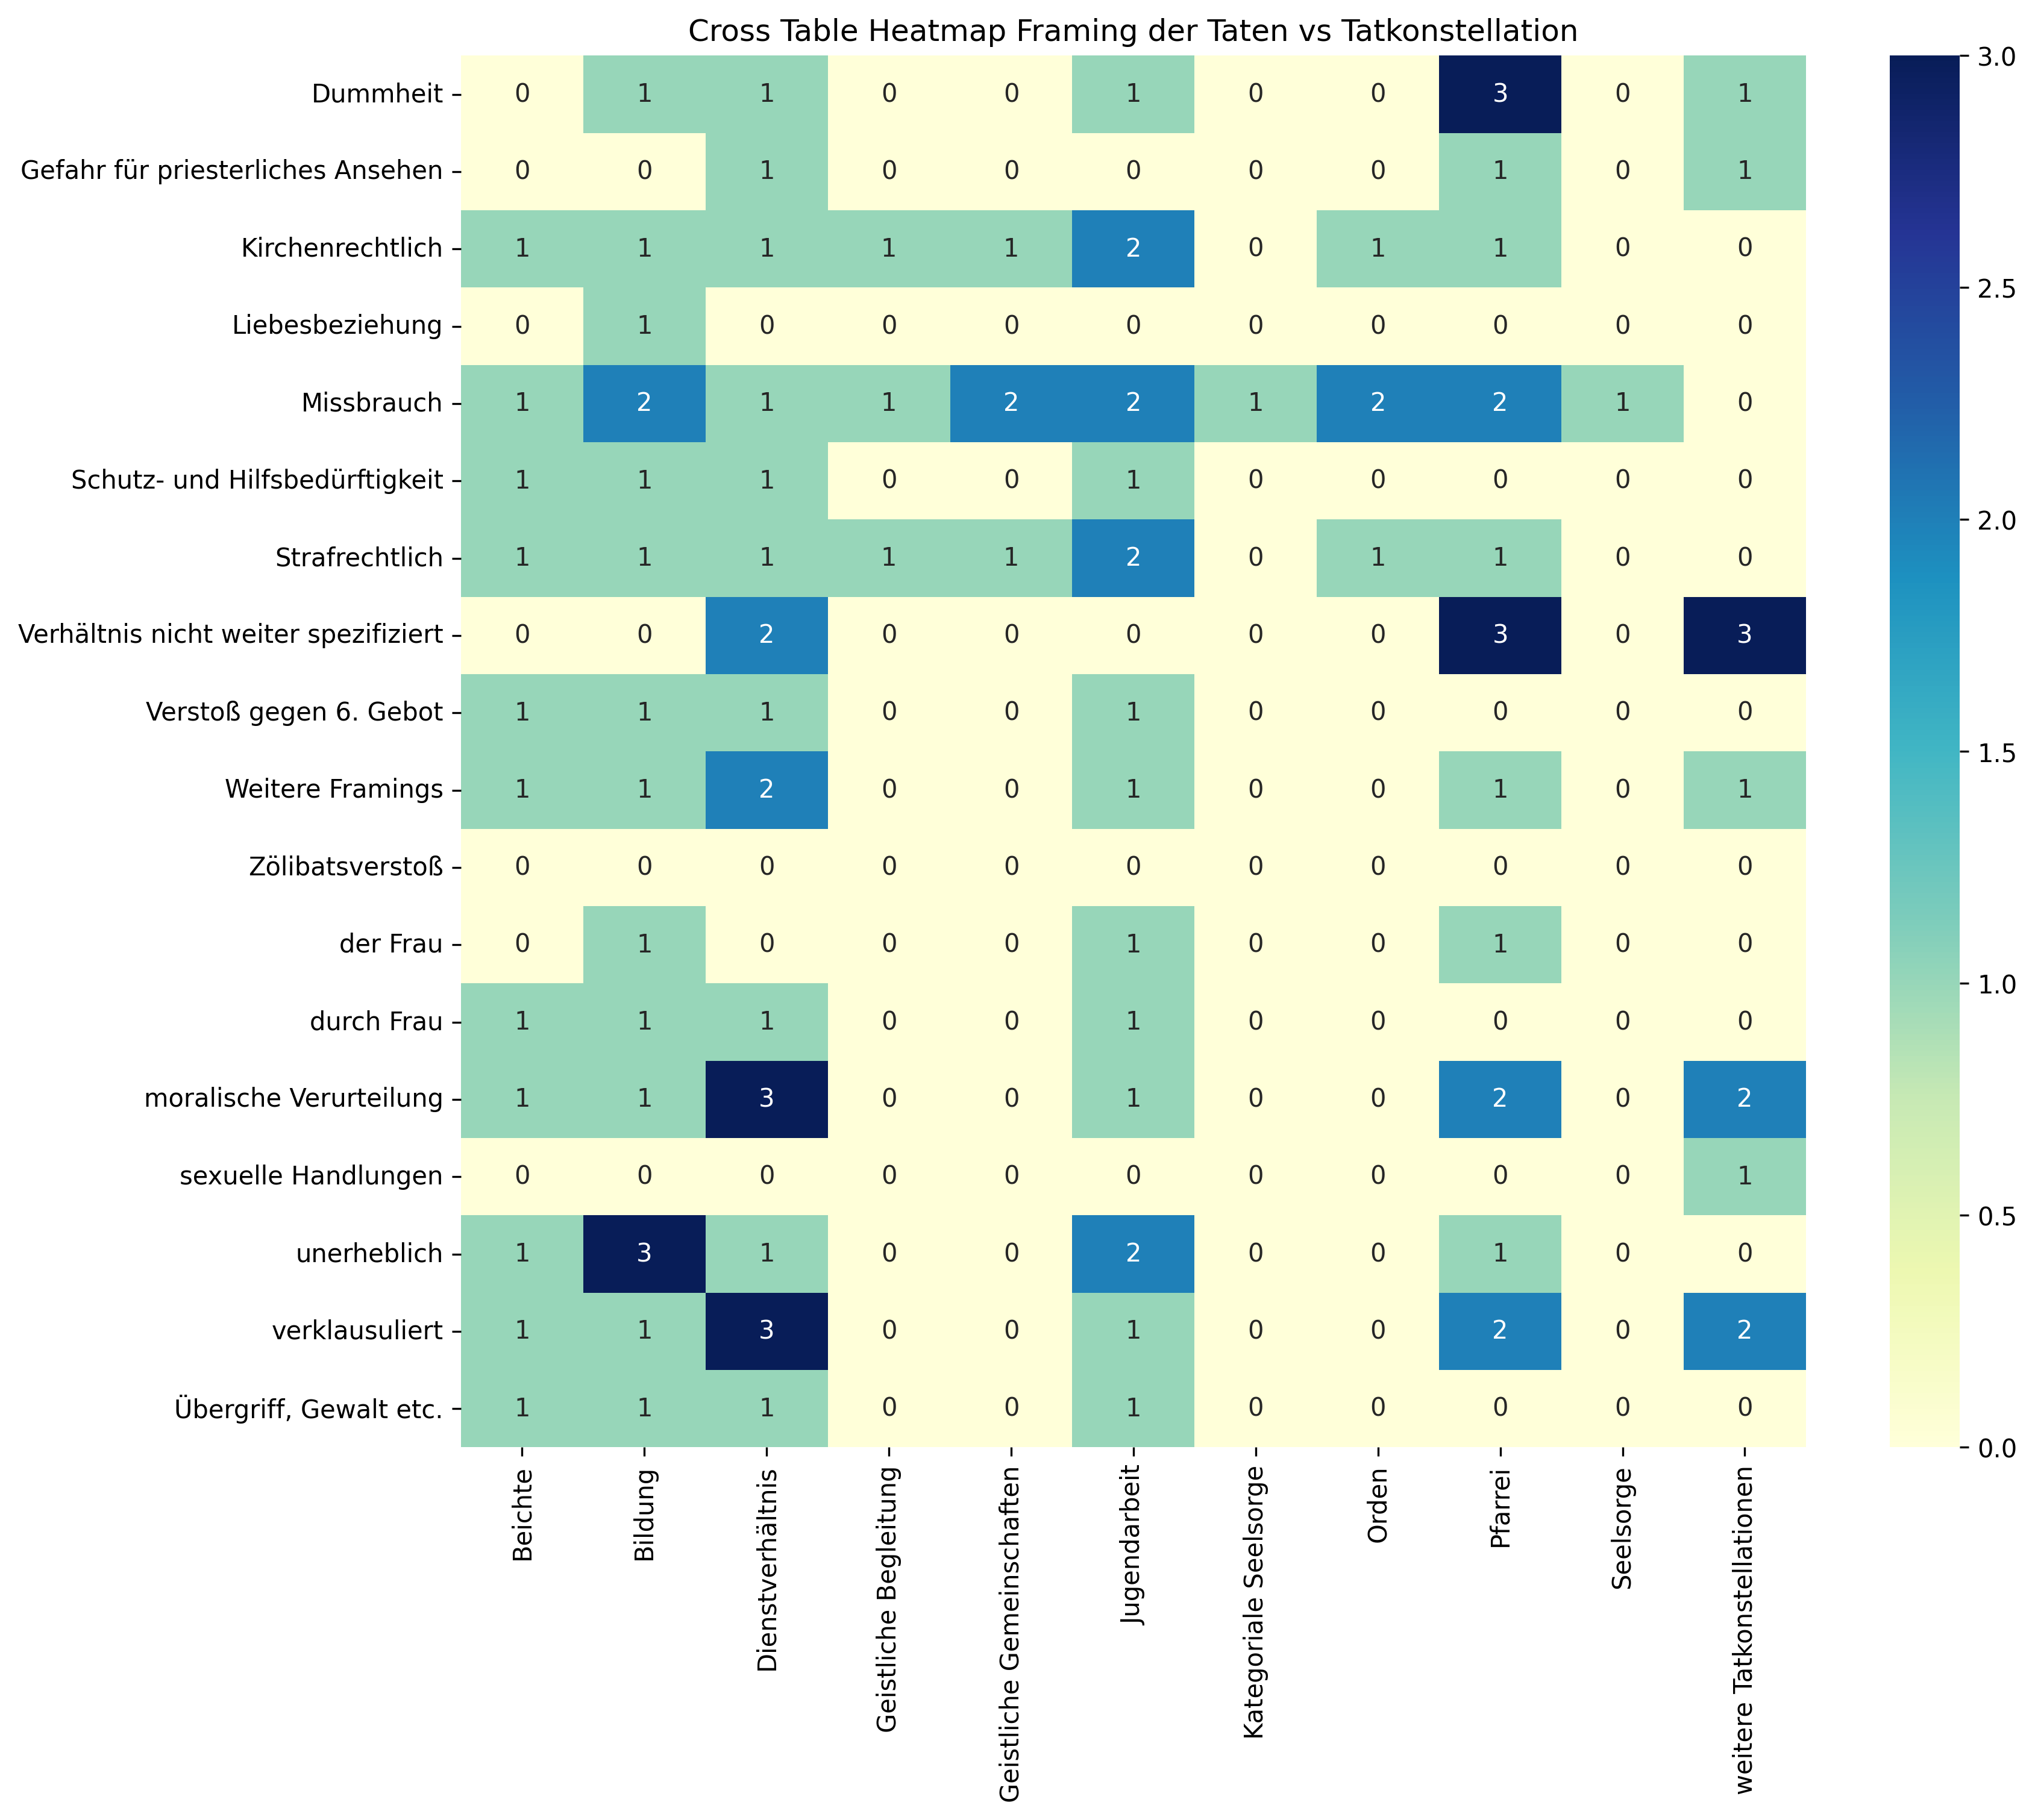 Cross Table Heatmap Framing der Taten vs Tatkonstellation
Dummheit 0 1 1 0 0 1 0 0 3 0 1
Gefahr für priesterliches Ansehen 0 0 1 0 0 0 0 0 1 0 1
Kirchenrechtlich 1 1 1 1 1 2 0 1 1 0 0
Liebesbeziehung 0 1 0 0 0 0 0 0 0 0 0
Missbrauch 1 2 1 1 2 2 1 2 2 1 0
Schutz- und Hilfsbedürftigkeit 1 1 1 0 0 1 0 0 0 0 0
Strafrechtlich 1 1 1 1 1 2 0 1 1 0 0
Verhältnis nicht weiter spezifiziert 0 0 2 0 0 0 0 0 3 0 3
Verstoß gegen 6. Gebot 1 1 1 0 0 1 0 0 0 0 0
Weitere Framings 1 1 2 0 0 1 0 0 1 0 1
Zölibatsverstoß 0 0 0 0 0 0 0 0 0 0 0
der Frau 0 1 0 0 0 1 0 0 1 0 0
durch Frau 1 1 1 0 0 1 0 0 0 0 0
moralische Verurteilung 1 1 3 0 0 1 0 0 2 0 2
sexuelle Handlungen 0 0 0 0 0 0 0 0 0 0 1
unerheblich 1 3 1 0 0 2 0 0 1 0 0
verklausuliert 1 1 3 0 0 1 0 0 2 0 2
Übergriff, Gewalt etc. 1 1 1 0 0 1 0 0 0 0 0
Beichte
Bildung
Dienstverhältnis
Geistliche Begleitung
Geistliche Gemeinschaften
Jugendarbeit
Kategoriale Seelsorge
Orden
Pfarrei
Seelsorge
weitere Tatkonstellationen
3.0
2.5
2.0
1.5
1.0
0.5
0.0